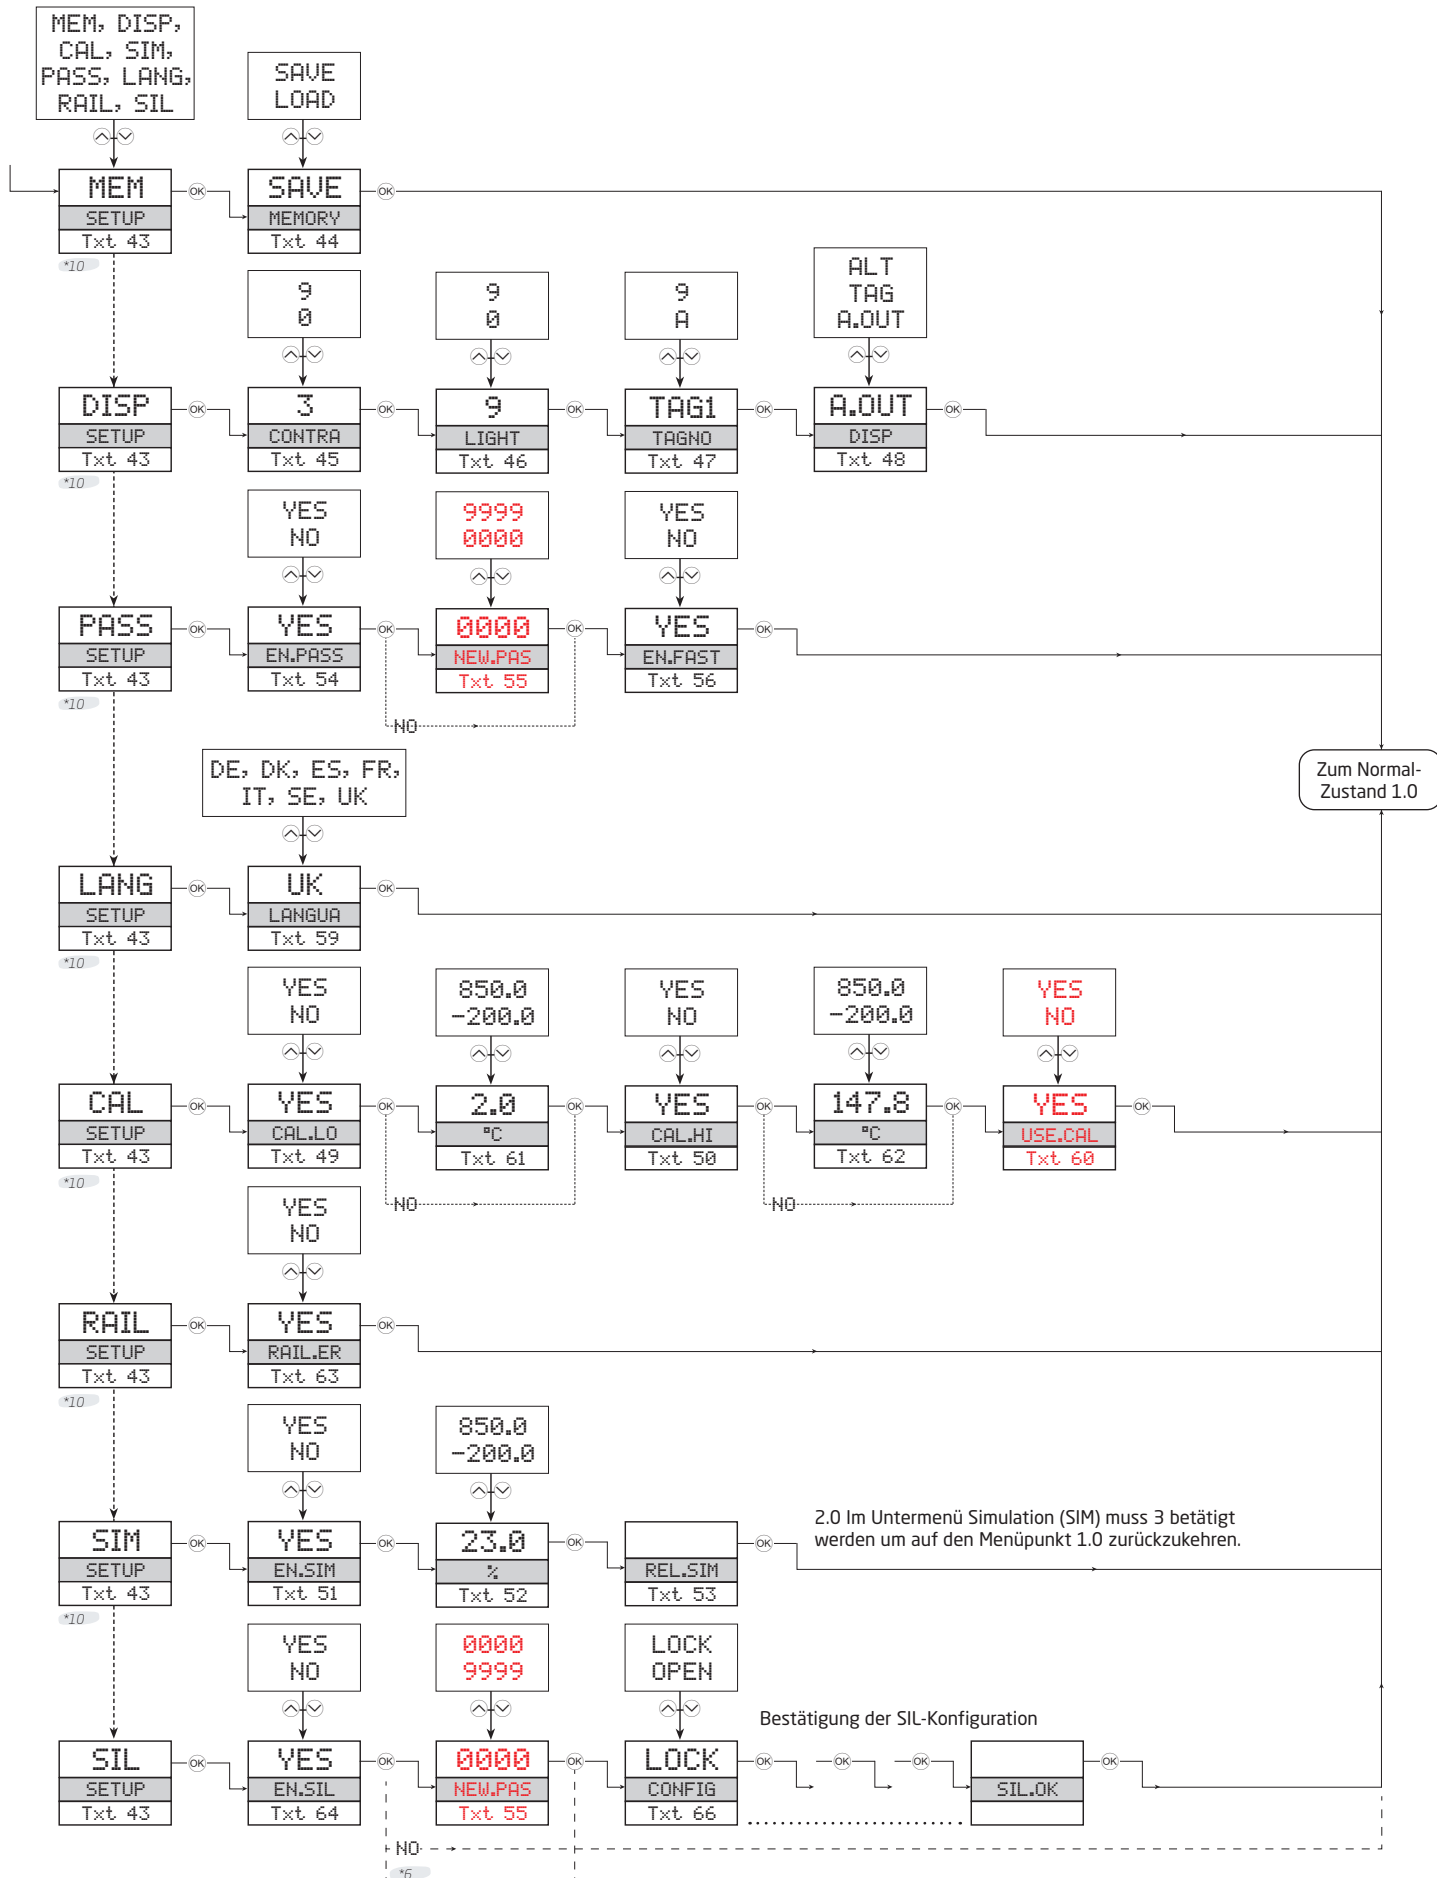 MEM, DISP,
CAL, SIM,
PASS, LANG,
RAIL, SIL
SAVE
LOAD
MEM
SETUP
Txt 43
*10
OK
SAVE
MEMORY
Txt 44
OK
9
0
9
0
9
A
ALT
TAG
A.OUT
DISP
SETUP
Txt 43
*10
OK
3
CONTRA
Txt 45
OK
9
LIGHT
Txt 46
OK
TAG1
TAGNO
Txt 47
OK
A.OUT
DISP
Txt 48
OK
YES
NO
9999
0000
YES
NO
PASS
SETUP
Txt 43
*10
OK
YES
EN.PASS
Txt 54
OK
NO
0000
NEW.PAS
Txt 55
OK
YES
EN.FAST
Txt 56
OK
Zum Normal-
Zustand 1.0
DE, DK, ES, FR,
IT, SE, UK
LANG
SETUP
Txt 43
*10
OK
UK
LANGUA
Txt 59
OK
YES
NO
850.0
-200.0
YES
NO
850.0
-200.0
YES
NO
CAL
SETUP
Txt 43
*10
OK
YES
CAL.LO
Txt 49
OK
NO
2.0
°C
Txt 61
OK
YES
CAL.HI
Txt 50
OK
NO
147.8
°C
Txt 62
OK
YES
USE.CAL
Txt 60
OK
YES
NO
RAIL
SETUP
Txt 43
*10
OK
YES
RAIL.ER
Txt 63
OK
YES
NO
850.0
-200.0
SIM
SETUP
Txt 43
*10
OK
YES
EN.SIM
Txt 51
OK
23.0
%
Txt 52
OK
REL.SIM
Txt 53
OK
2.0 Im Untermenü Simulation (SIM) muss 3 betätigt
werden um auf den Menüpunkt 1.0 zurückzukehren.
YES
NO
0000
9999
LOCK
OPEN
Bestätigung der SIL-Konfiguration
SIL
SETUP
Txt 43
OK
YES
EN.SIL
Txt 64
OK
0000
NEW.PAS
Txt 55
OK
LOCK
CONFIG
Txt 66
OK
OK
OK
SIL.OK
OK
NO
*6